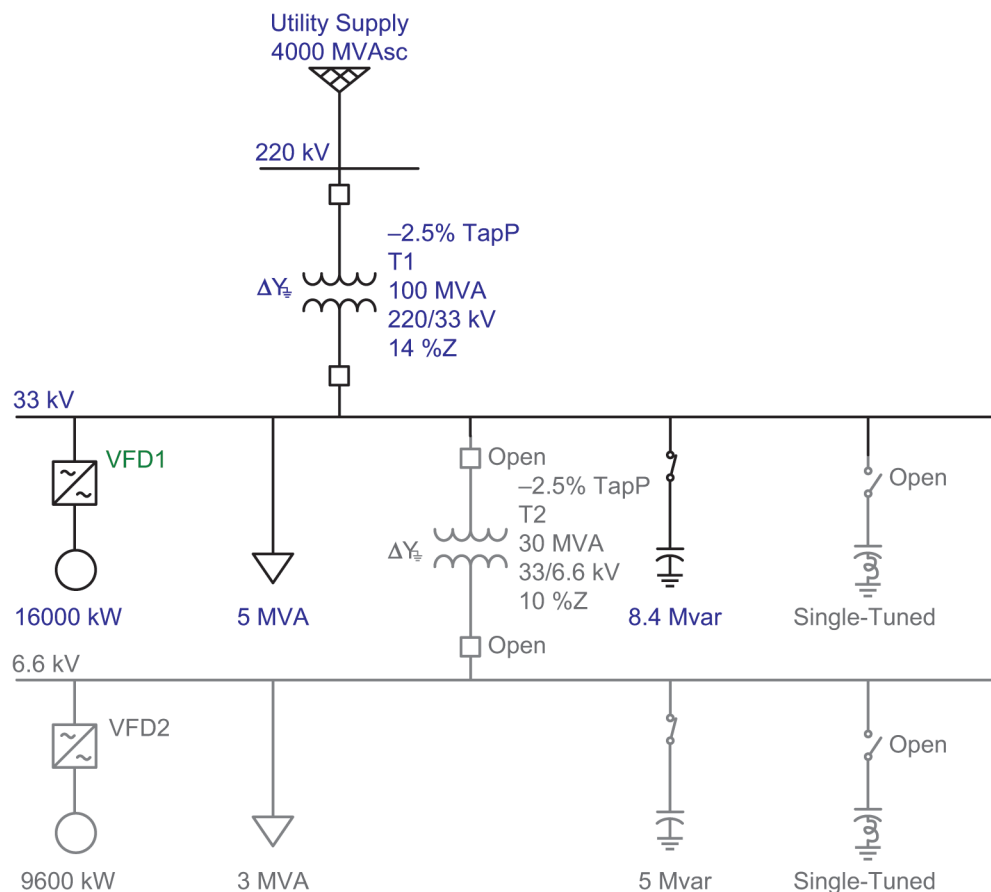 Utility Supply
4000 MVAsc
220 kV
–2.5% TapP
T1
100 MVA
220/33 kV
14 %Z
ΔY
33 kV
VFD1
Open
–2.5% TapP
T2
30 MVA
33/6.6 kV
10 %Z
ΔY
Open
16000 kW
5 MVA
8.4 Mvar
Single-Tuned
Open
6.6 kV
VFD2
Open
9600 kW
3 MVA
5 Mvar
Single-Tuned